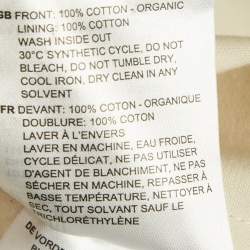 GB FRONT: 100% COTTON - ORGANIC
LINING: 100% COTTON
WASH INSIDE OUT
30°C SYNTHETIC CYCLE, DO NOT
BLEACH, DO NOT TUMBLE DRY,
COOL IRON, DRY CLEAN IN ANY
SOLVENT
FR DEVANT: 100% COTON - ORGANIQUE
DOUBLURE: 100% COTON
LAVER À L'ENVERS
LAVER EN MACHINE, EAU FROIDE,
CYCLE DÉLICAT, NE PAS UTILISER
D'AGENT DE BLANCHIMENT, NE PAS
SÉCHER EN MACHINE, REPASSER À
BASSE TEMPÉRATURE, NETTOYER À
SEC, TOUT SOLVANT SAUF LE
TRICHLORÉTHYLÈNE
DE VORD